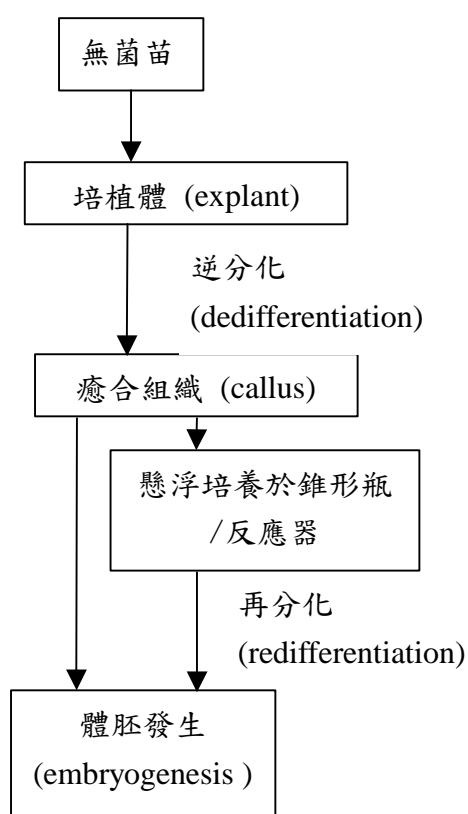 無菌苗
培植體 (explant)
逆分化
(dedifferentiation)
癒合組織 (callus)
懸浮培養於錐形瓶
/反應器
再分化
(redifferentiation)
體胚發生
(embryogenesis )